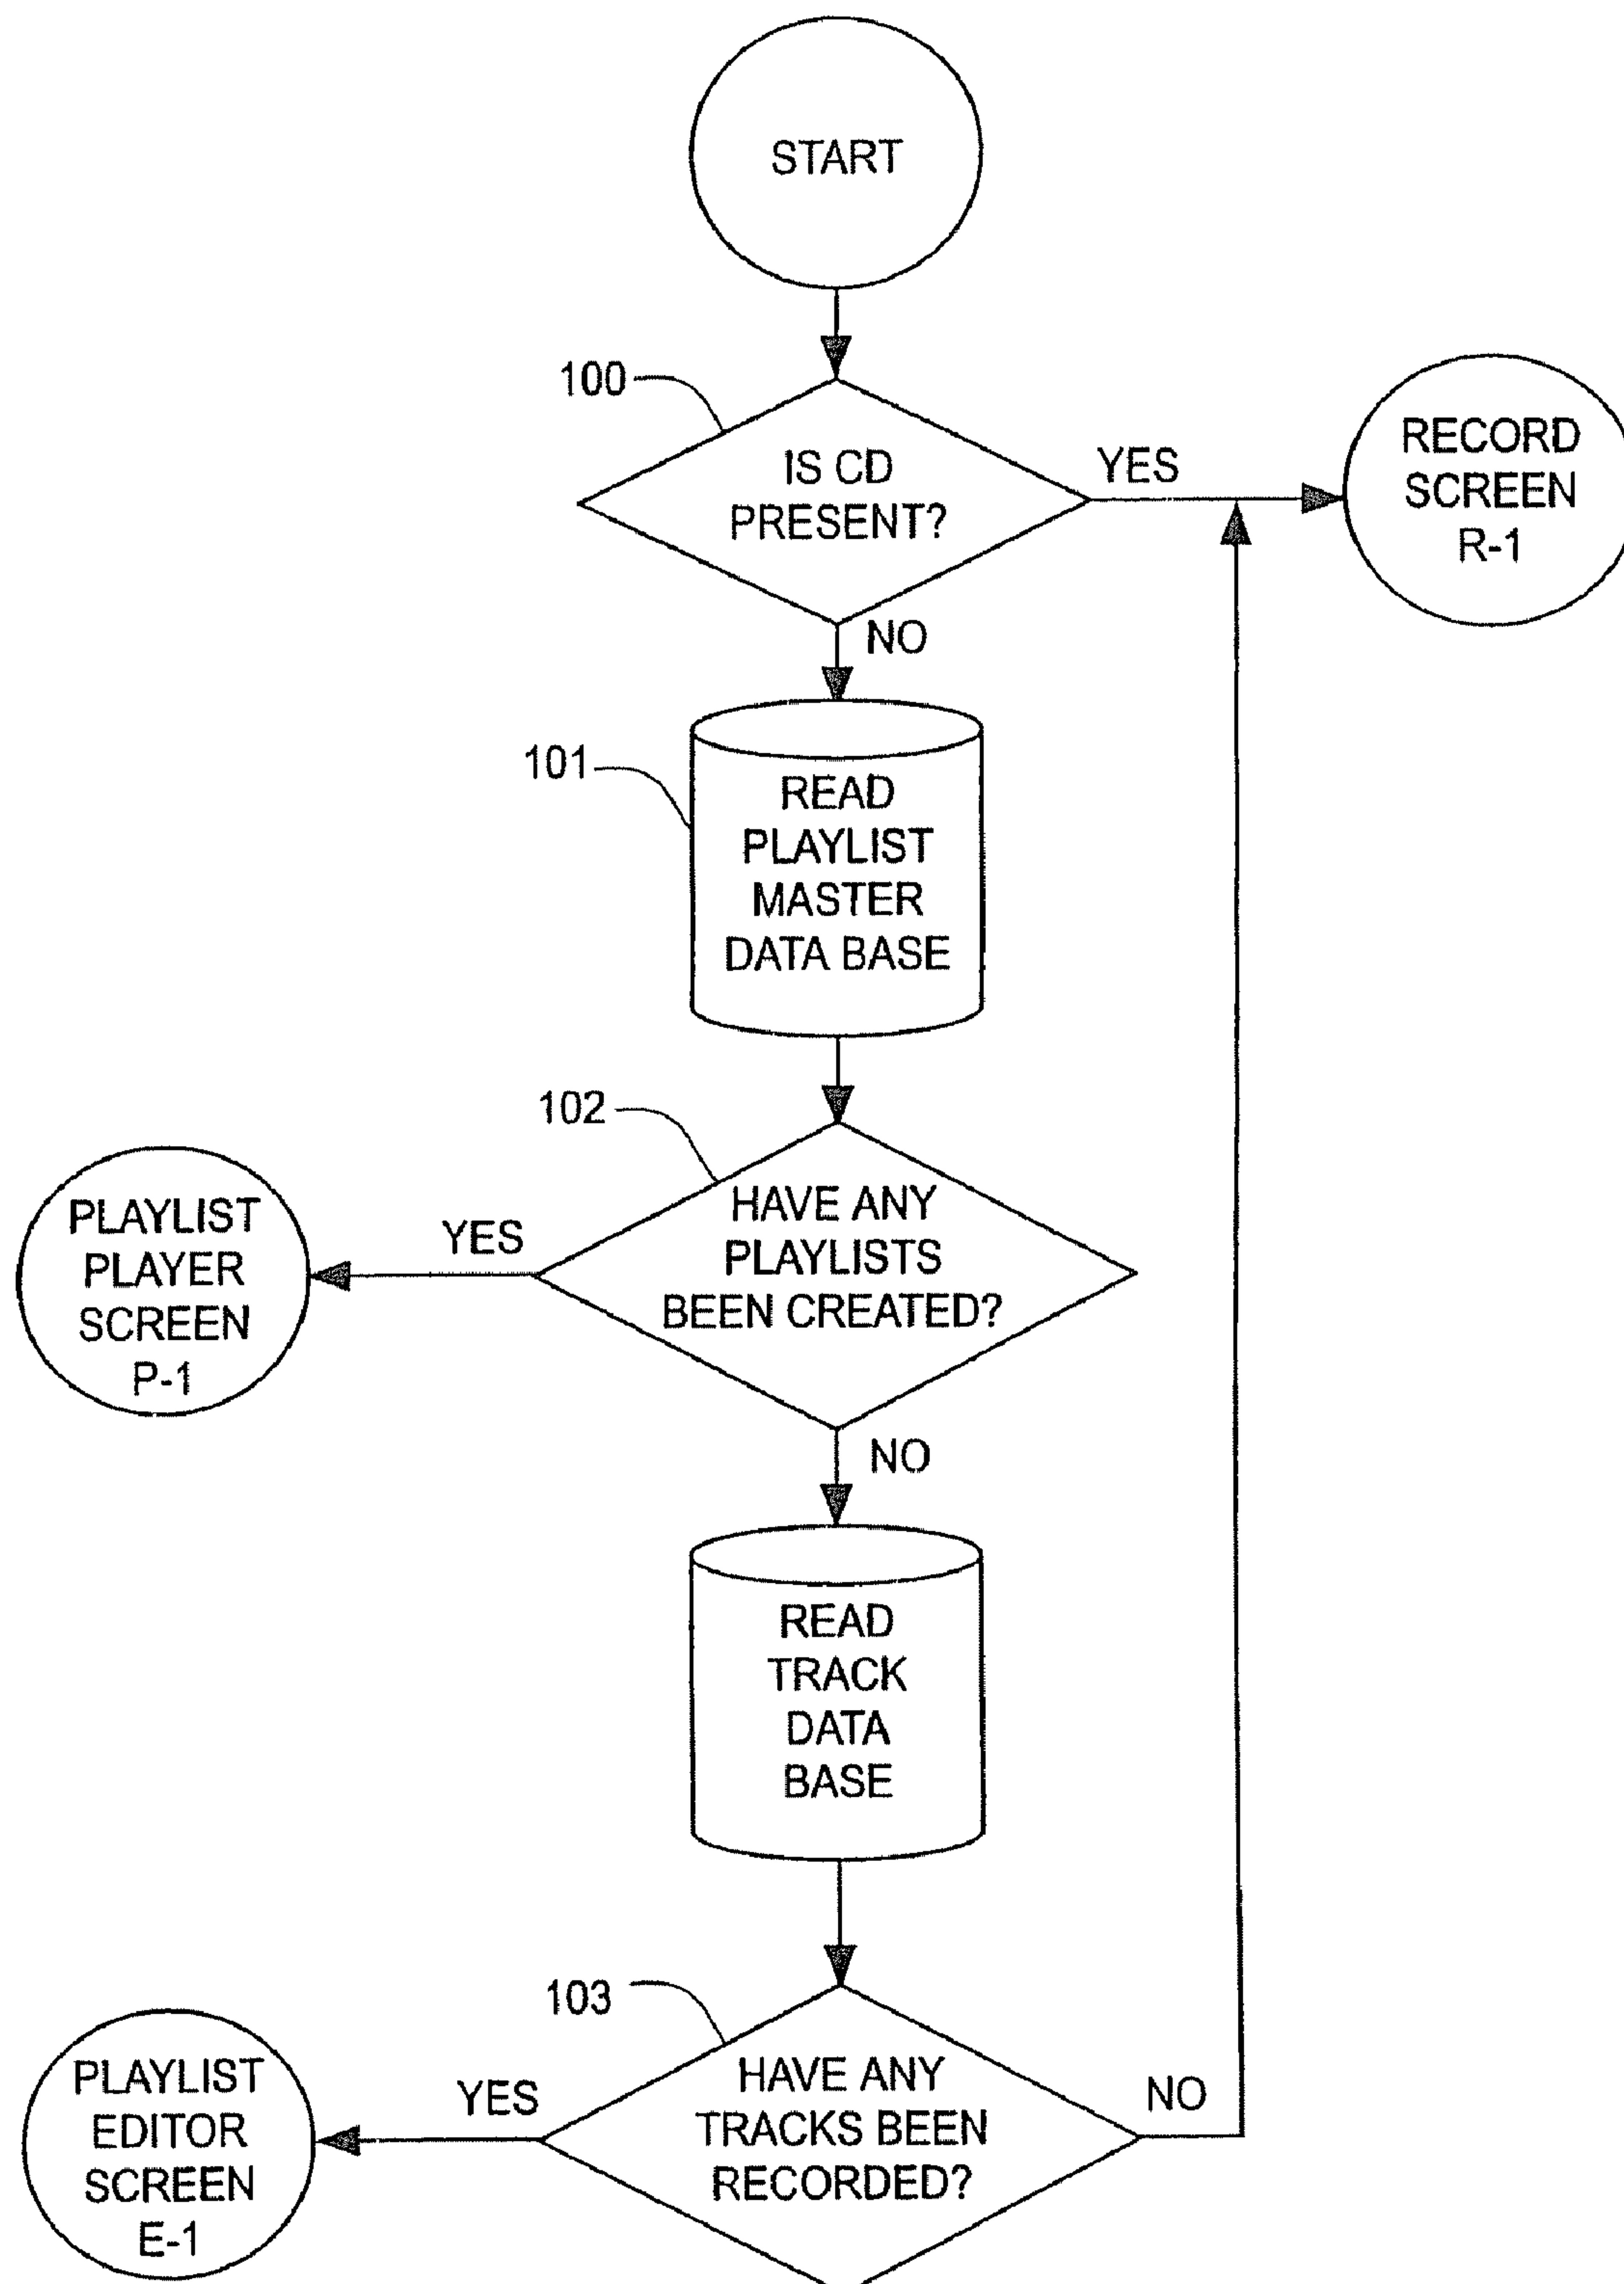 START
100
IS CD
PRESENT?
YES
RECORD
SCREEN
R-1
NO
101
READ
PLAYLIST
MASTER
DATA BASE
102
HAVE ANY
PLAYLISTS
BEEN CREATED?
YES
PLAYLIST
PLAYER
SCREEN
P-1
NO
READ
TRACK
DATA
BASE
103
HAVE ANY
TRACKS BEEN
RECORDED?
YES
NO
PLAYLIST
EDITOR
SCREEN
E-1